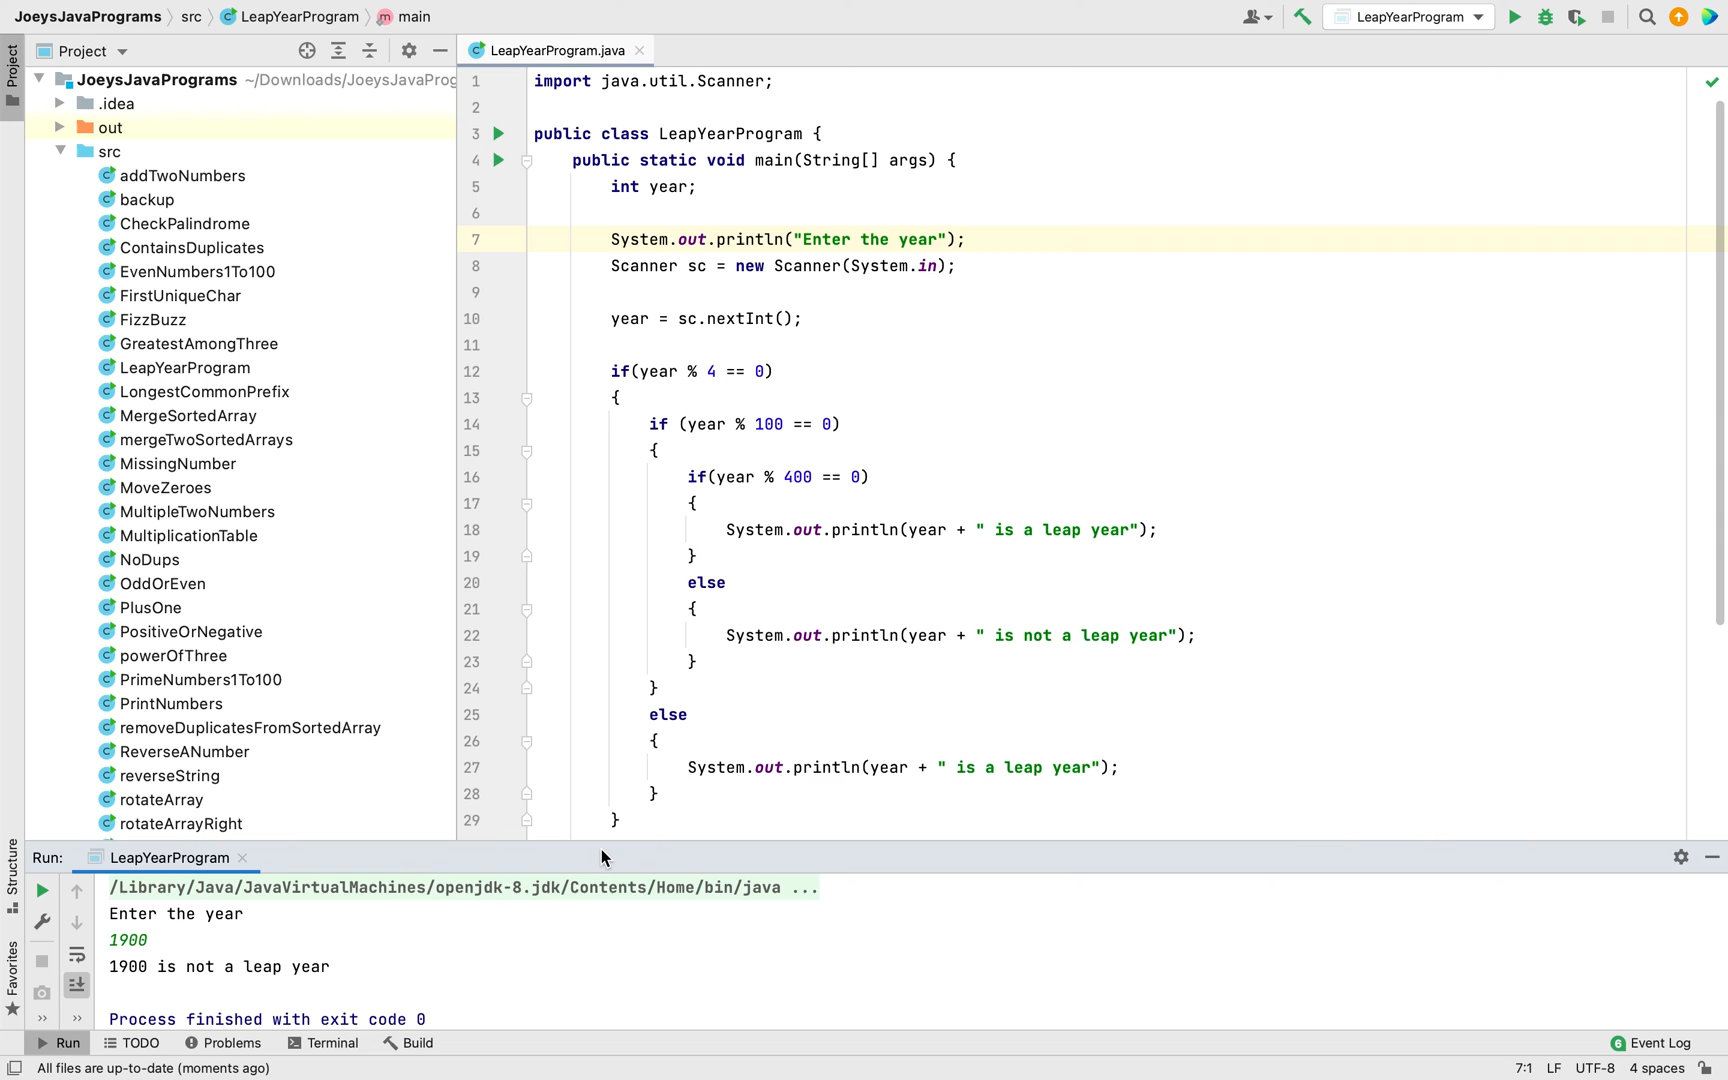 JoeysJavaPrograms src LeapYearProgram main
LeapYearProgram
Project
Project
LeapYearProgram.java
JoeysJavaPrograms ~/Downloads/JoeysJavaProg
.idea
out
src
addTwoNumbers
backup
CheckPalindrome
ContainsDuplicates
EvenNumbers1To100
FirstUniqueChar
FizzBuzz
GreatestAmongThree
LeapYearProgram
LongestCommonPrefix
MergeSortedArray
mergeTwoSortedArrays
MissingNumber
MoveZeroes
MultipleTwoNumbers
MultiplicationTable
NoDups
OddOrEven
PlusOne
PositiveOrNegative
powerOfThree
PrimeNumbers1To100
PrintNumbers
removeDuplicatesFromSortedArray
ReverseANumber
reverseString
rotateArray
rotateArrayRight
1 import java.util.Scanner;
2
3 public class LeapYearProgram {
4 public static void main(String[] args) {
5 int year;
6
7 System.out.println("Enter the year");
8 Scanner sc = new Scanner(System.in);
9
10 year = sc.nextInt();
11
12 if(year % 4 == 0)
13 {
14 if (year % 100 == 0)
15 {
16 if(year % 400 == 0)
17 {
18 System.out.println(year + " is a leap year");
19 }
20 else
21 {
22 System.out.println(year + " is not a leap year");
23 }
24 }
25 else
26 {
27 System.out.println(year + " is a leap year");
28 }
29 }
Structure
Favorites
Run: LeapYearProgram
/Library/Java/JavaVirtualMachines/openjdk-8.jdk/Contents/Home/bin/java ...
Enter the year
1900
1900 is not a leap year
Process finished with exit code 0
Run TODO Problems Terminal Build 6 Event Log
All files are up-to-date (moments ago) 7:1 LF UTF-8 4 spaces